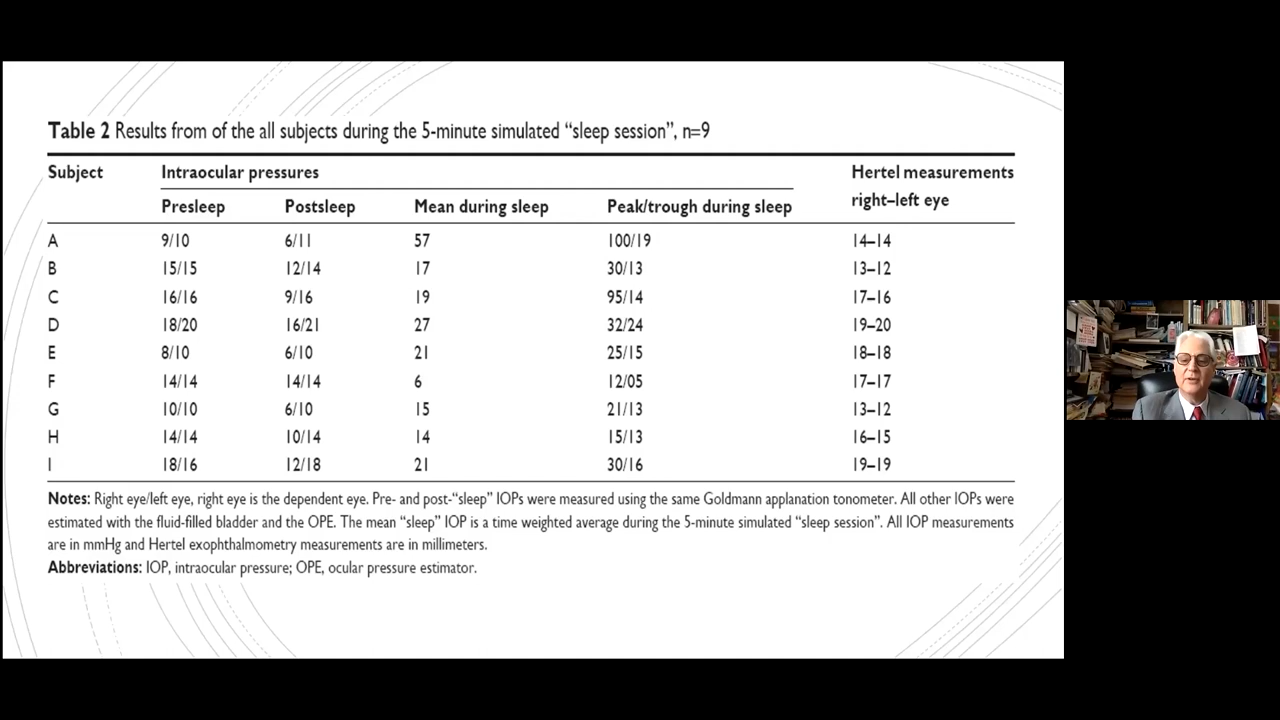 Table 2 Results from of the all subjects during the 5-minute simulated “sleep session”, n=9
Subject Intraocular pressures Hertel measurements
Presleep Postsleep Mean during sleep Peak/trough during sleep right–left eye
A 9/10 6/11 57 100/19 14–14
B 15/15 12/14 17 30/13 13–12
C 16/16 9/16 19 95/14 17–16
D 18/20 16/21 27 32/24 19–20
E 8/10 6/10 21 25/15 18–18
F 14/14 14/14 6 12/05 17–17
G 10/10 6/10 15 21/13 13–12
H 14/14 10/14 14 15/13 16–15
I 18/16 12/18 21 30/16 19–19
Notes: Right eye/left eye, right eye is the dependent eye. Pre- and post-“sleep” IOPs were measured using the same Goldmann applanation tonometer. All other IOPs were
estimated with the fluid-filled bladder and the OPE. The mean “sleep” IOP is a time weighted average during the 5-minute simulated “sleep session”. All IOP measurements
are in mmHg and Hertel exophthalmometry measurements are in millimeters.
Abbreviations: IOP, intraocular pressure; OPE, ocular pressure estimator.